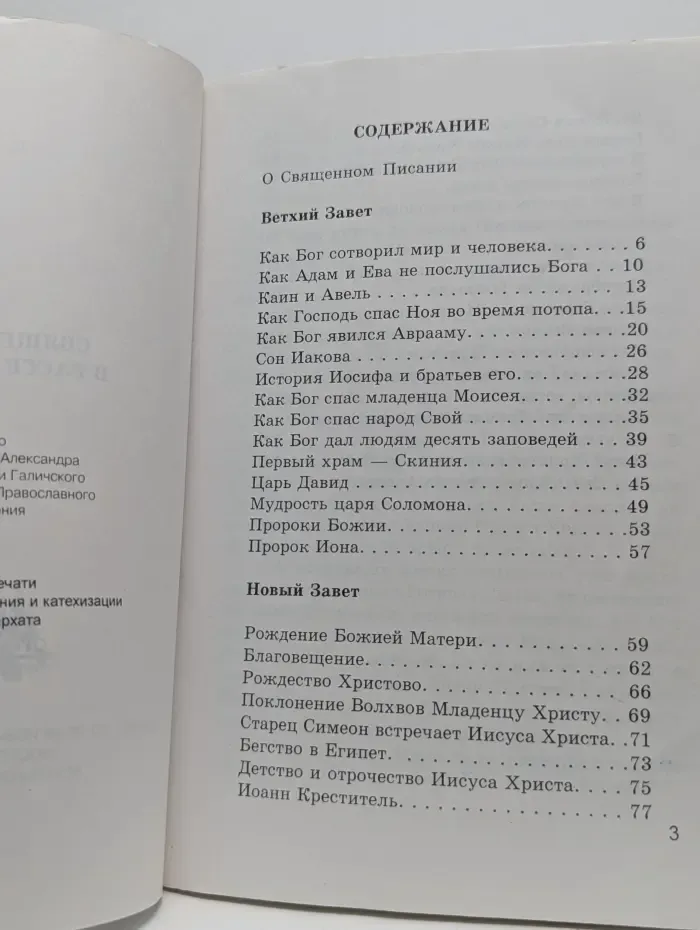 Александра
и Галичского
Православного
и катехизации
СОДЕРЖАНИЕ
О Священном Писании
Ветхий Завет
Как Бог сотворил мир и человека. . . . . . . 6
Как Адам и Ева не послушались Бога . . 10
Каин и Авель . . . . . . . . . . . . . . . . . . . . 13
Как Господь спас Ноя во время потопа. . .15
Как Бог явился Аврааму. . . . . . . . . . . . .20
Сон Иакова . . . . . . . . . . . . . . . . . . . . . 26
История Иосифа и братьев его. . . . . . . . .28
Как Бог спас младенца Моисея. . . . . . . . .32
Как Бог спас народ Свой . . . . . . . . . . . .35
Как Бог дал людям десять заповедей . . . 39
Первый храм — Скиния. . . . . . . . . . . . . 43
Царь Давид . . . . . . . . . . . . . . . . . . . . . 45
Мудрость царя Соломона. . . . . . . . . . . . 49
Пророки Божии. . . . . . . . . . . . . . . . . . .53
Пророк Иона. . . . . . . . . . . . . . . . . . . . . 57
Новый Завет
Рождение Божией Матери. . . . . . . . . . . 59
Благовещение. . . . . . . . . . . . . . . . . . . . 62
Рождество Христово. . . . . . . . . . . . . . . 66
Поклонение Волхвов Младенцу Христу. . 69
Старец Симеон встречает Иисуса Христа. .71
Бегство в Египет. . . . . . . . . . . . . . . . . .73
Детство и отрочество Иисуса Христа. . . . 75
Иоанн Креститель. . . . . . . . . . . . . . . . . 77
3